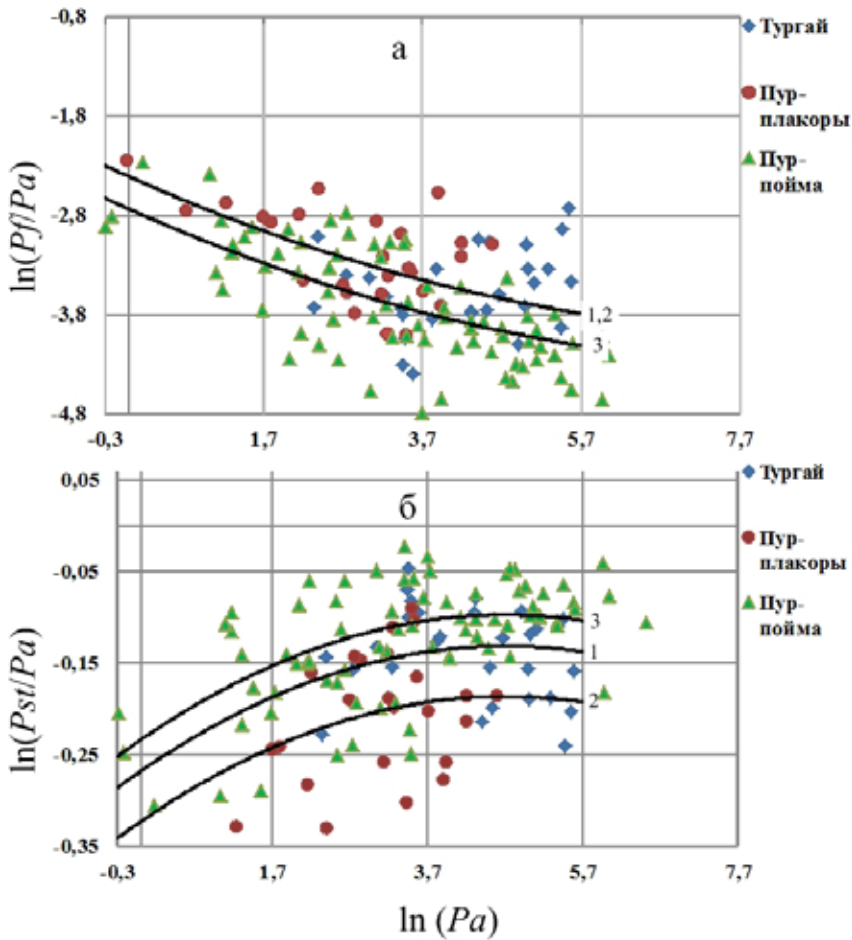 -0,8
а
Тургай
-1,8
Пур-
плакоры
Пур-
пойма
ln(Pf/Pa)
-2,8
-3,8
1,2
3
-4,8
-0,3 1,7 3,7 5,7 7,7
0,05
б
Тургай
Пур-
плакоры
-0,05
Пур-
пойма
ln(Pst/Pa)
3
-0,15
1
2
-0,25
-0,35
-0,3 1,7 3,7 5,7 7,7
ln (Pa)